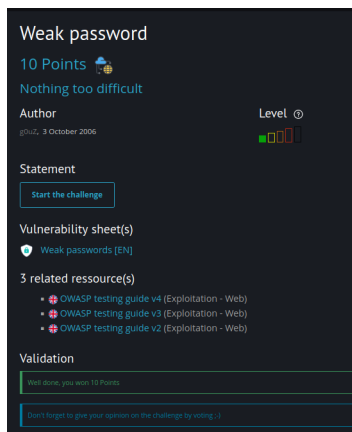 Weak password
10 Points
Nothing too difficult
Author
g0uZ, 3 October 2006
Level
Statement
Start the challenge
Vulnerability sheet(s)
Weak passwords [EN]
3 related ressource(s)
OWASP testing guide v4 (Exploitation - Web)
OWASP testing guide v3 (Exploitation - Web)
OWASP testing guide v2 (Exploitation - Web)
Validation
Well done, you won 10 Points
Don't forget to give your opinion on the challenge by voting ;-)